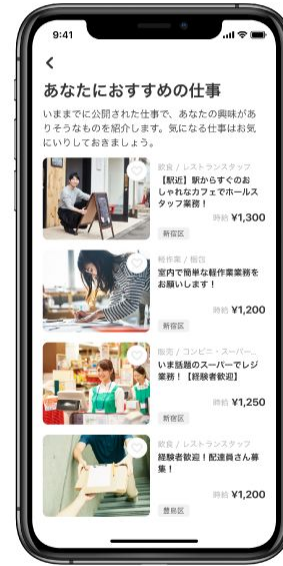 9:41
あなたにおすすめの仕事
いままでに公開された仕事で、あなたの興味があ
りそうなものを紹介します。気になる仕事はお気
にいりしておきましょう。
飲食 / レストランスタッフ
【駅近】駅からすぐのお
しゃれなカフェでホールス
タッフ業務！
時給 ¥1,300
新宿区
軽作業 / 梱包
室内で簡単な軽作業業務を
お願いします！
時給 ¥1,200
新宿区
販売 / コンビニ・スーパー...
いま話題のスーパーでレジ
業務！【経験者歓迎】
時給 ¥1,250
新宿区
飲食 / レストランスタッフ
経験者歓迎！配達員さん募
集！
時給 ¥1,200
豊島区